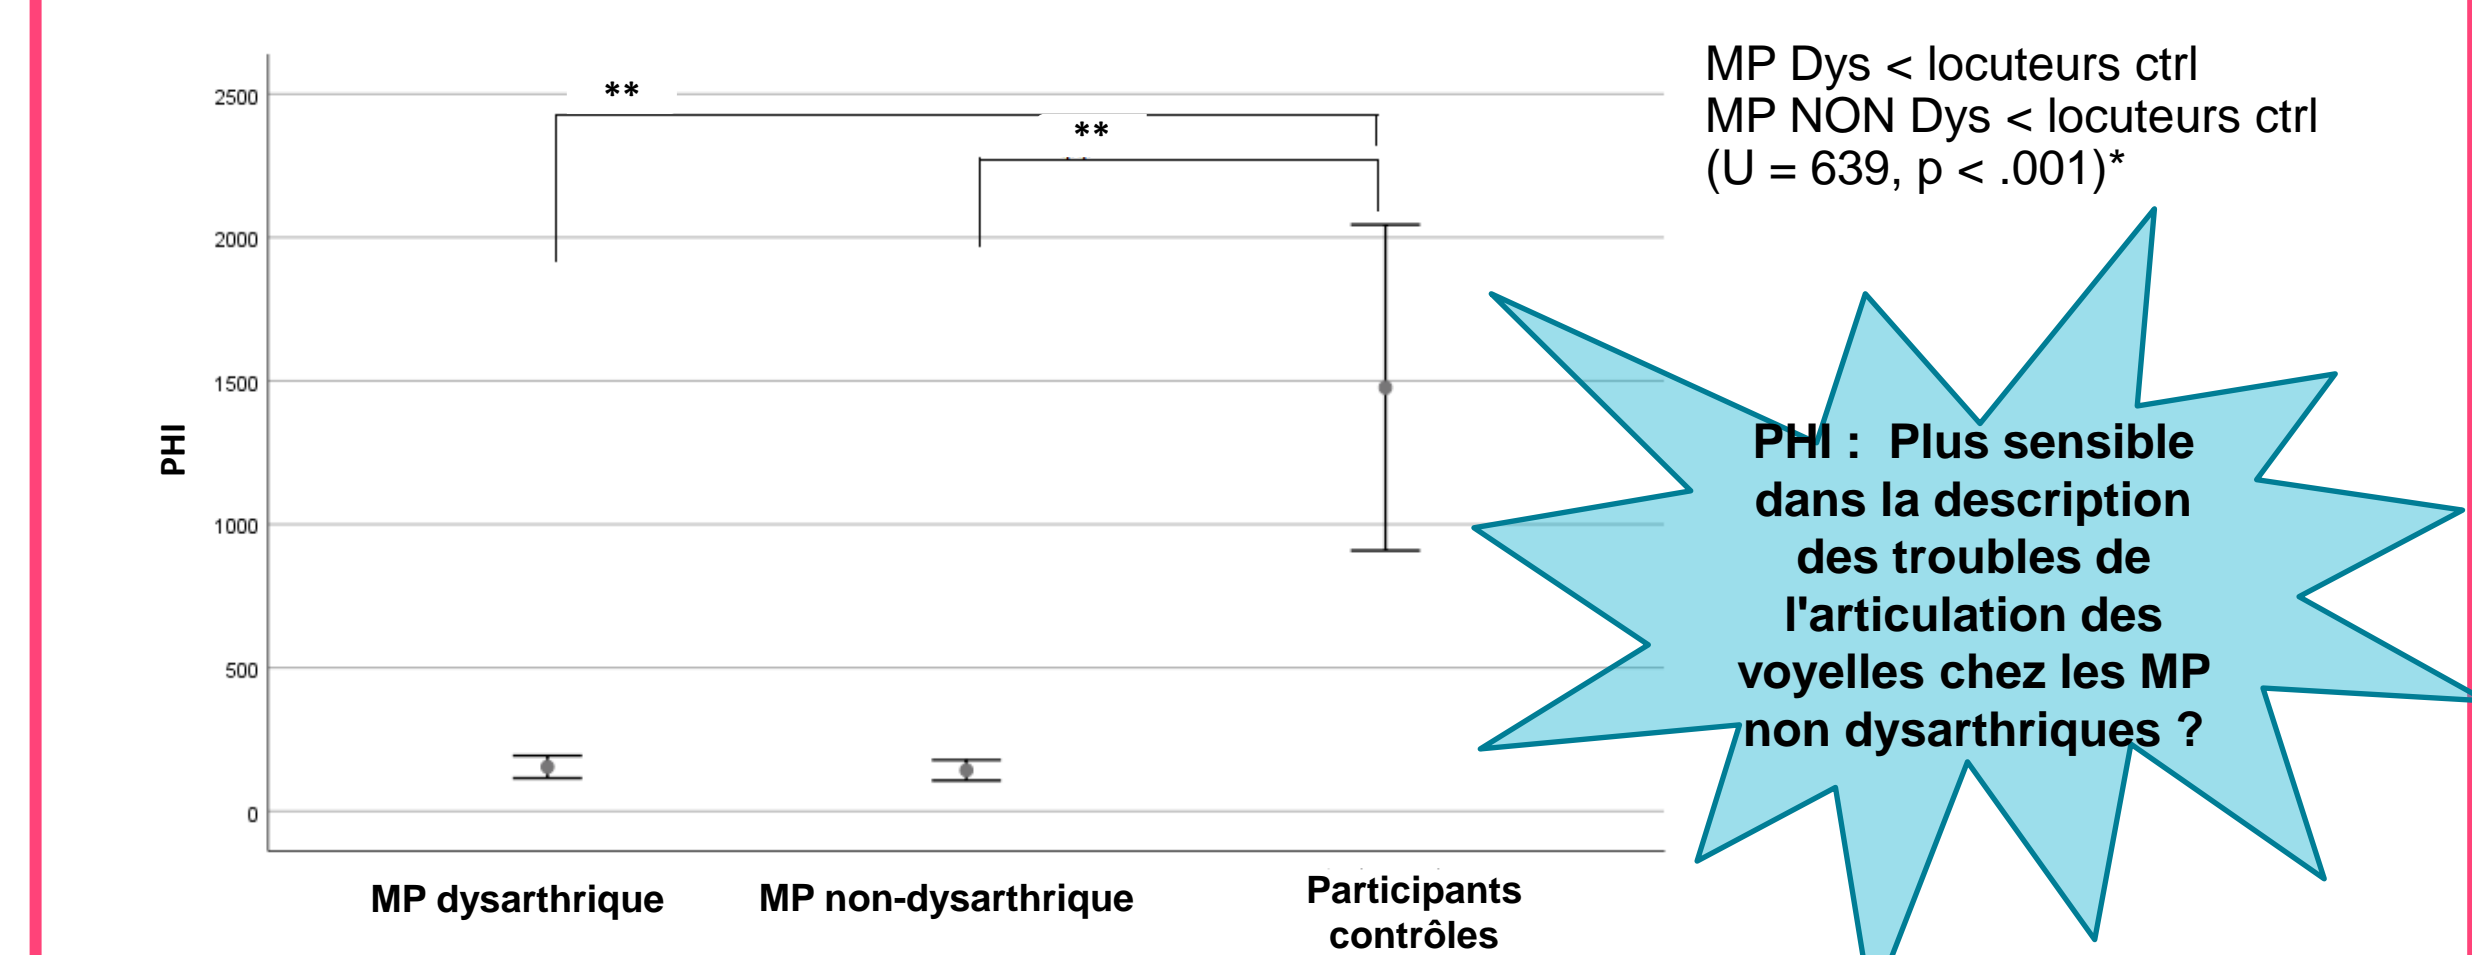 MP Dys < locuteurs ctrl
MP NON Dys < locuteurs ctrl
(U = 639, p < .001)*
2500
2000
1500
1000
500
0
PHI
**
**
MP dysarthrique
MP non-dysarthrique
Participants
contrôles
PHI : Plus sensible
dans la description
des troubles de
l'articulation des
voyelles chez les MP
non dysarthriques ?